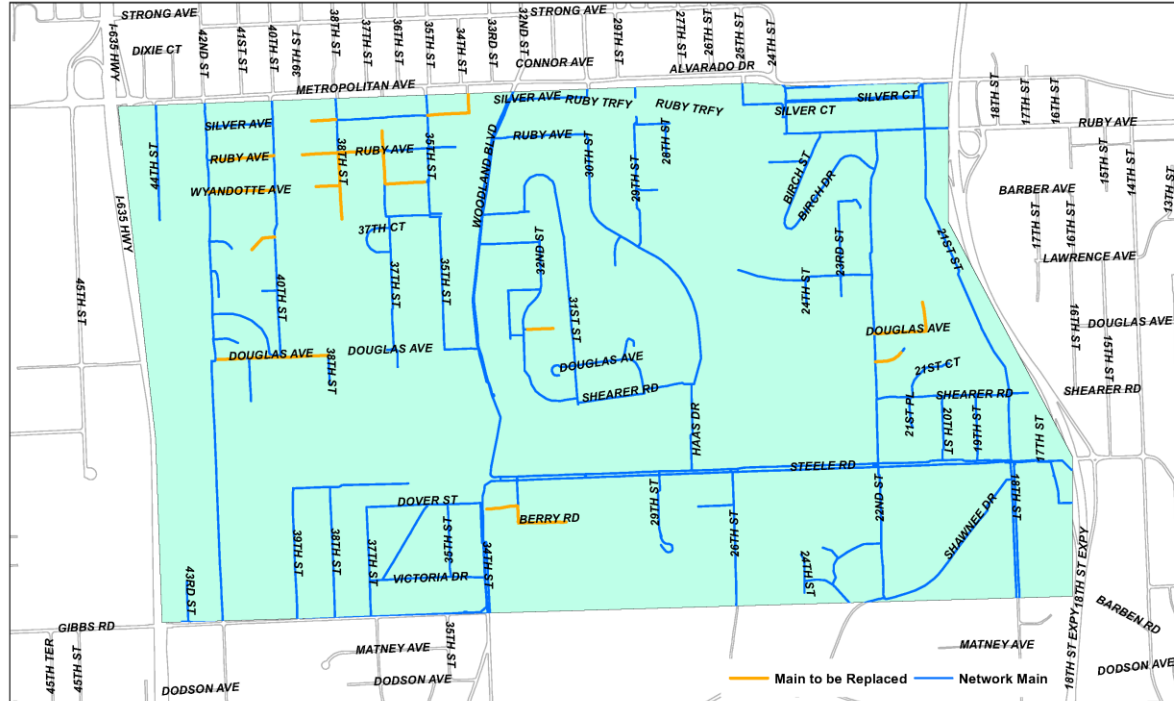 STRONG AVE
STRONG AVE
I-635 HWY
42ND ST
41ST ST
40TH ST
39TH ST
38TH ST
37TH ST
36TH ST
35TH ST
34TH ST
33RD ST
32ND ST
29TH ST
27TH ST
26TH ST
25TH ST
24TH ST
DIXIE CT
CONNOR AVE
ALVARADO DR
METROPOLITAN AVE
18TH ST
17TH ST
16TH ST
SILVER AVE
SILVER AVE
RUBY TRFY
RUBY TRFY
SILVER CT
SILVER CT
RUBY AVE
RUBY AVE
RUBY AVE
RUBY AVE
44TH ST
38TH ST
35TH ST
WOODLAND BLVD
30TH ST
29TH ST
28TH ST
BIRCH ST
BIRCH DR
15TH ST
14TH ST
13TH ST
WYANDOTTE AVE
BARBER AVE
I-635 HWY
37TH CT
32ND ST
23RD ST
21ST ST
17TH ST
16TH ST
LAWRENCE AVE
45TH ST
40TH ST
37TH ST
35TH ST
31ST ST
24TH ST
16TH ST
15TH ST
DOUGLAS AVE
DOUGLAS AVE
DOUGLAS AVE
DOUGLAS AVE
DOUGLAS AVE
38TH ST
SHEARER RD
21ST CT
SHEARER RD
SHEARER RD
21ST PL
20TH ST
19TH ST
17TH ST
HAAS DR
STEELE RD
DOVER ST
BERRY RD
29TH ST
26TH ST
22ND ST
18TH ST
SHAWNEE DR
39TH ST
38TH ST
37TH ST
36TH ST
34TH ST
VICTORIA DR
24TH ST
43RD ST
18TH ST EXPY
BARBEN RD
GIBBS RD
45TH TER
45TH ST
35TH ST
MATNEY AVE
MATNEY AVE
18TH ST EXPY
DODSON AVE
DODSON AVE
DODSON AVE
Main to be Replaced
Network Main